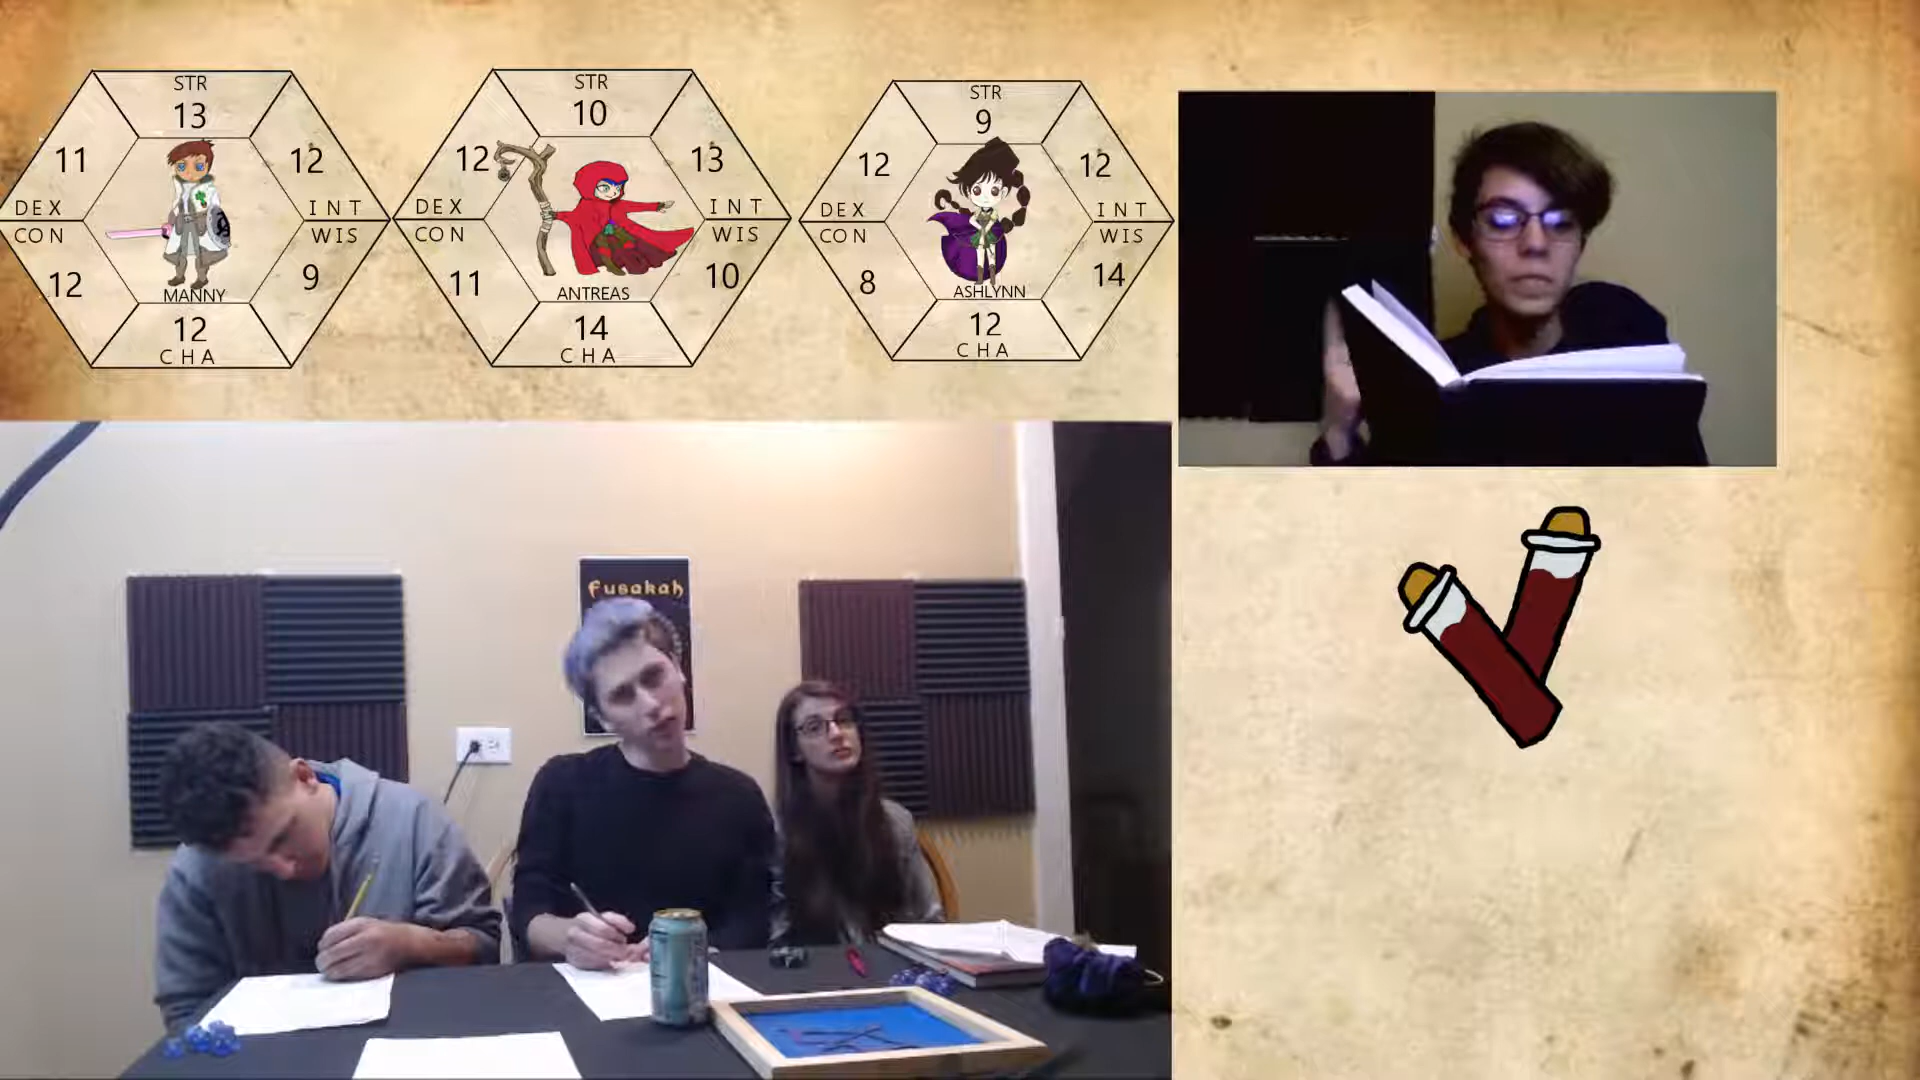 STR
13
11
12
DEX
INT
CON
WIS
12
9
MANNY
12
CHA
STR
10
12
13
DEX
INT
CON
WIS
11
10
ANTREAS
14
CHA
STR
9
12
12
DEX
INT
CON
WIS
8
14
ASHLYNN
12
CHA
Fusakah